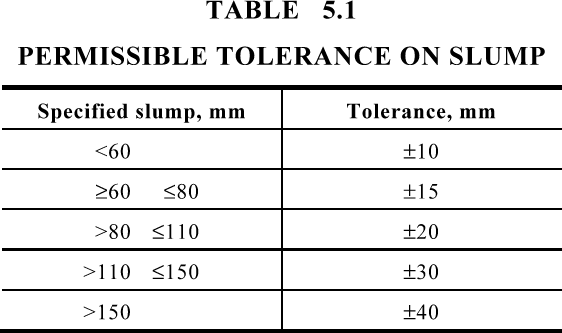 TABLE 5.1
PERMISSIBLE TOLERANCE ON SLUMP
Specified slump, mm Tolerance, mm
<60 ±10
≥60 ≤80 ±15
>80 ≤110 ±20
>110 ≤150 ±30
>150 ±40